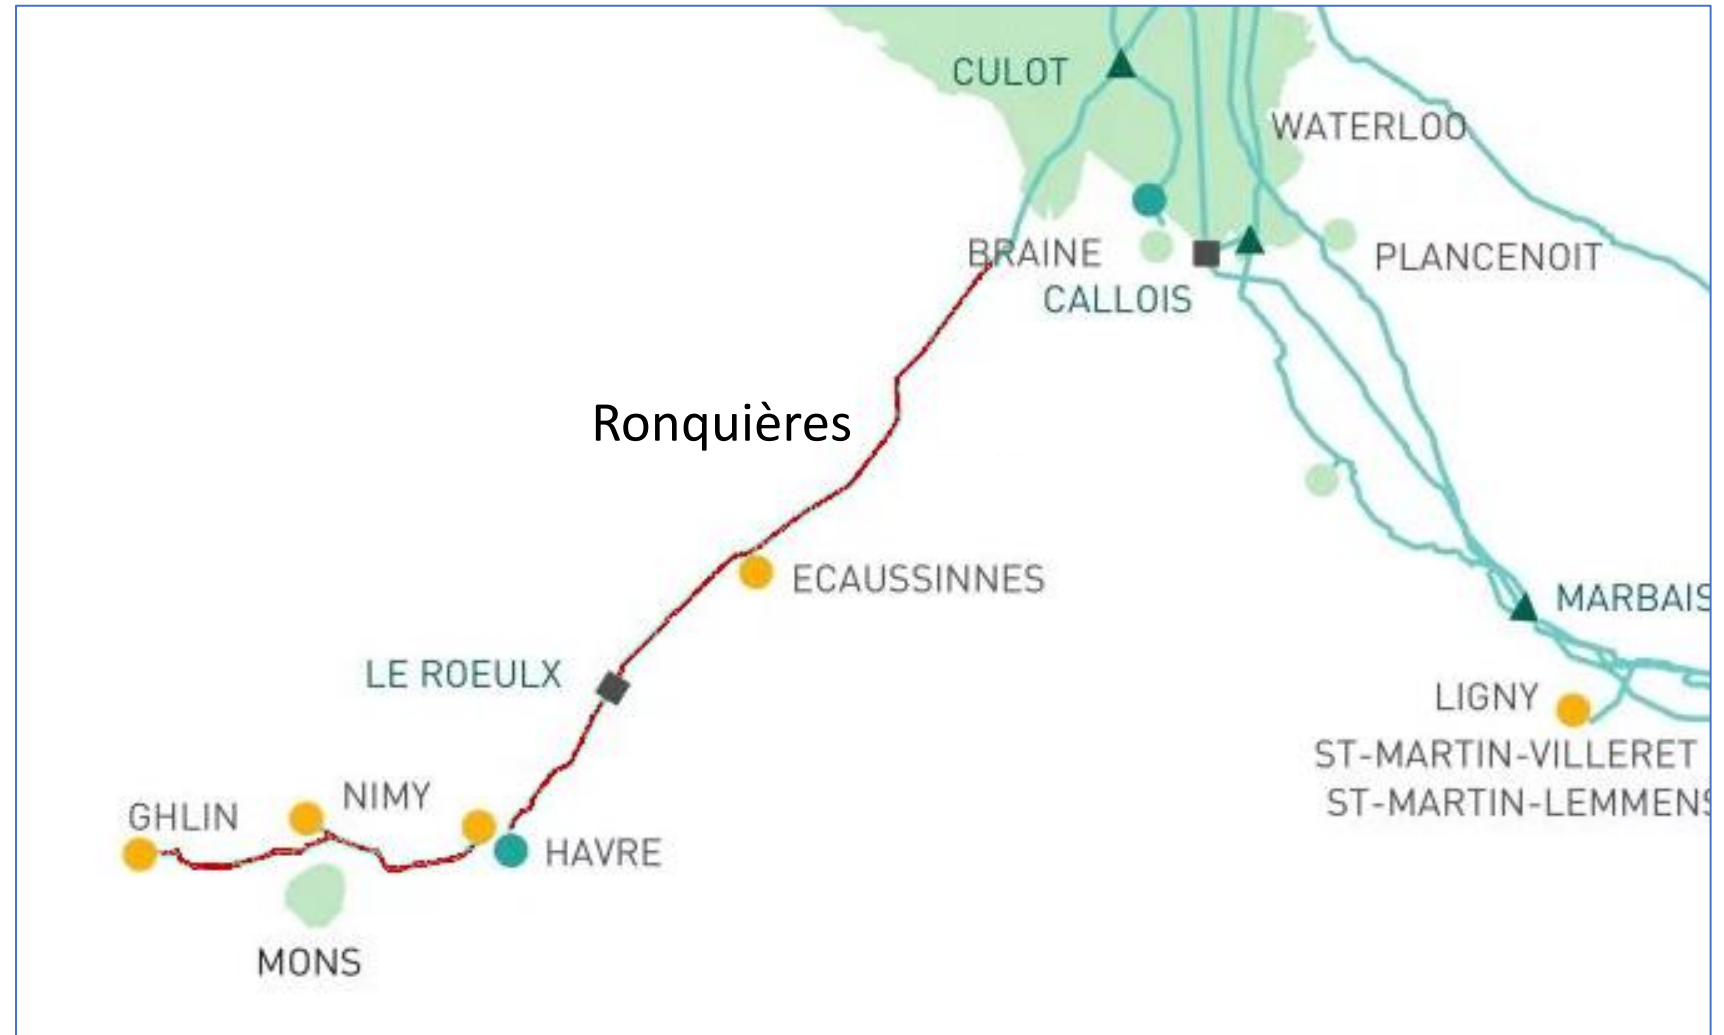 CULOT
WATERLOO
BRAINE
PLANCENOIT
CALLOIS
Ronquières
ECAUSSINNES
MARBAIS
LE ROEULX
LIGNY
ST-MARTIN-VILLERET
NIMY
ST-MARTIN-LEMMENS
GHLIN
HAVRE
MONS